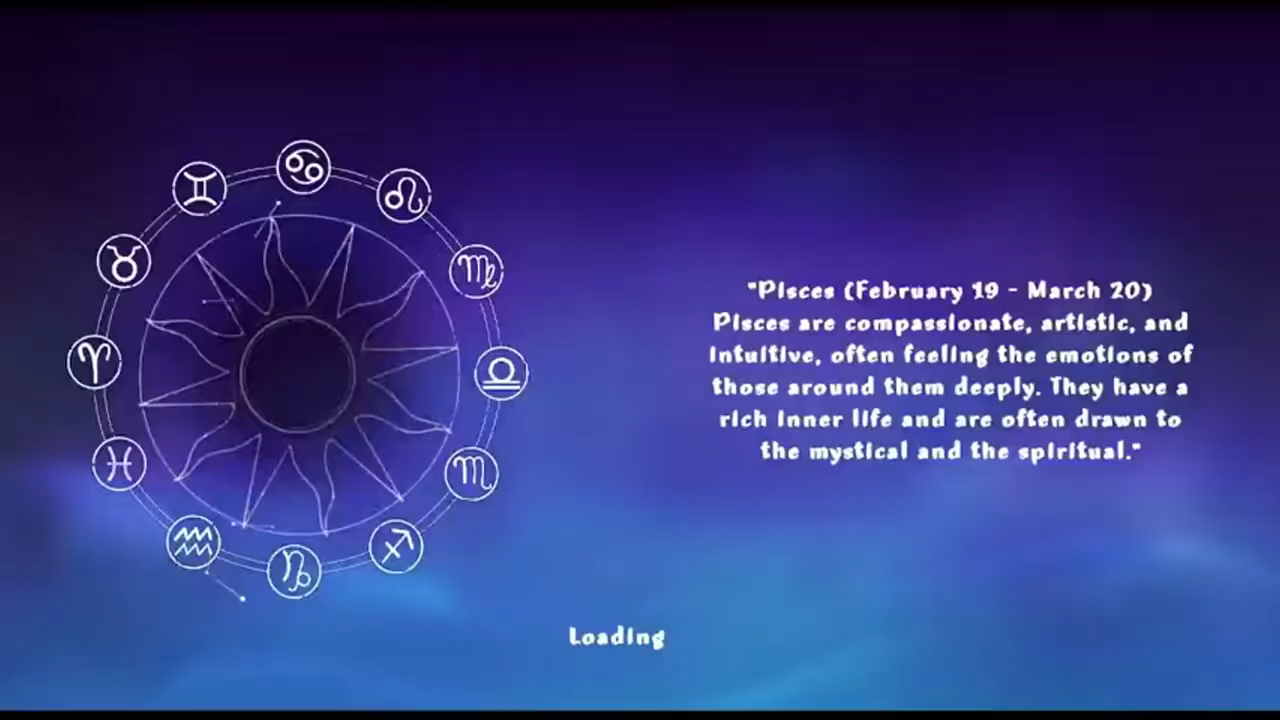 "Pisces (February 19 - March 20)
Pisces are compassionate, artistic, and
intuitive, often feeling the emotions of
those around them deeply. They have a
rich inner life and are often drawn to
the mystical and the spiritual."
Loading